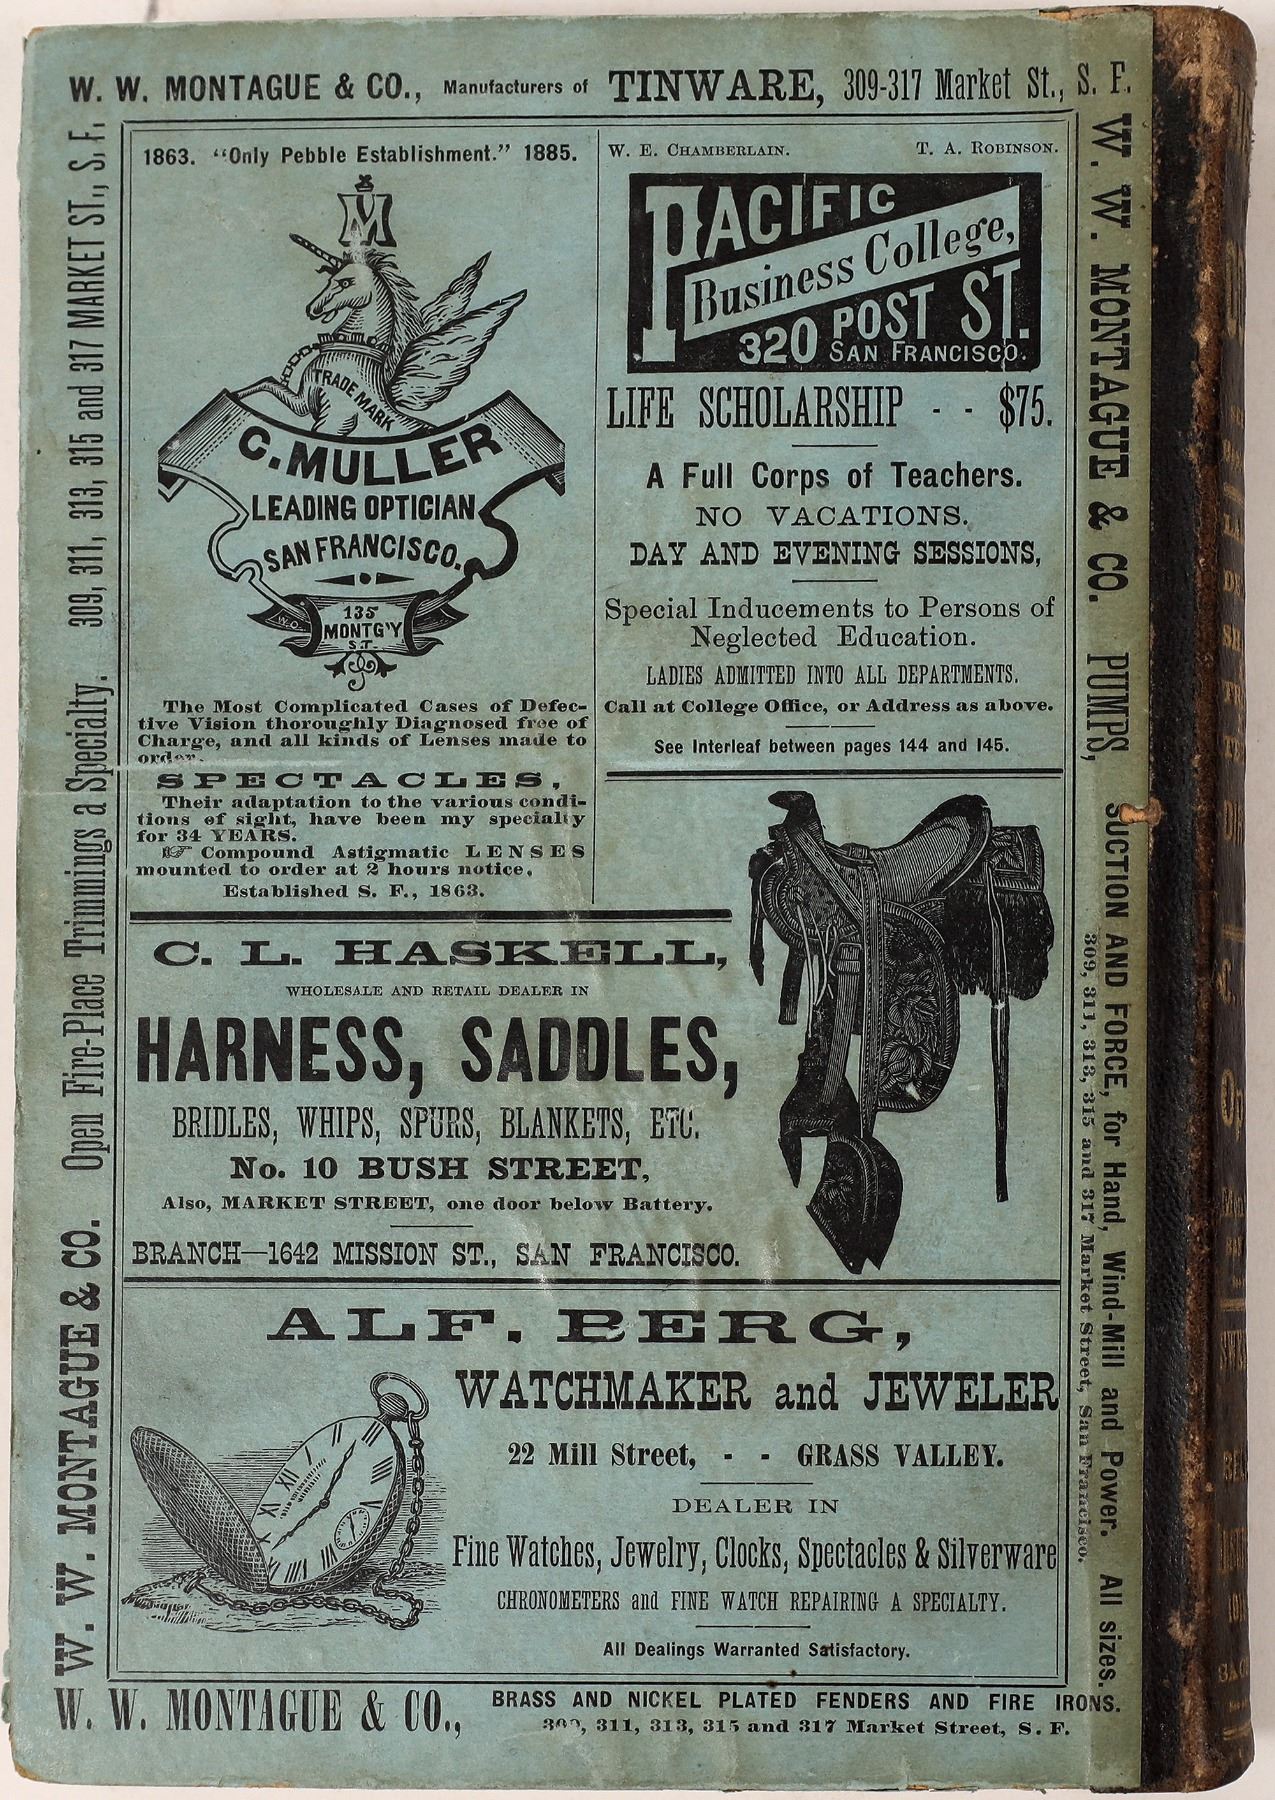 W. W. MONTAGUE & CO., Manufacturers of TINWARE, 309-317 Market St., S. F.
W. W. MONTAGUE & CO. Open Fire-Place Trimmings a Specialty. 309, 311, 313, 315 and 317 MARKET ST., S. F.
1863. "Only Pebble Establishment." 1885.
M
TRADE MARK
C. MULLER
LEADING OPTICIAN
SAN FRANCISCO.
W.O.
135
MONTG'Y
ST.
The Most Complicated Cases of Defec-
tive Vision thoroughly Diagnosed free of
Charge, and all kinds of Lenses made to
order.
SPECTACLES,
Their adaptation to the various condi-
tions of sight, have been my specialty
for 34 YEARS.
☞ Compound Astigmatic LENSES
mounted to order at 2 hours notice.
Established S. F., 1863.
W. E. CHAMBERLAIN. T. A. ROBINSON.
PACIFIC
Business College,
320 POST ST.
SAN FRANCISCO.
LIFE SCHOLARSHIP - - $75.
A Full Corps of Teachers.
NO VACATIONS.
DAY AND EVENING SESSIONS,
Special Inducements to Persons of
Neglected Education.
LADIES ADMITTED INTO ALL DEPARTMENTS.
Call at College Office, or Address as above.
See Interleaf between pages 144 and 145.
C. L. HASKELL,
WHOLESALE AND RETAIL DEALER IN
HARNESS, SADDLES,
BRIDLES, WHIPS, SPURS, BLANKETS, ETC.
No. 10 BUSH STREET,
Also, MARKET STREET, one door below Battery.
BRANCH—1642 MISSION ST., SAN FRANCISCO.
ALF. BERG,
WATCHMAKER and JEWELER
22 Mill Street, - - GRASS VALLEY.
DEALER IN
Fine Watches, Jewelry, Clocks, Spectacles & Silverware
CHRONOMETERS and FINE WATCH REPAIRING A SPECIALTY.
All Dealings Warranted Satisfactory.
W. W. MONTAGUE & CO. PUMPS, SUCTION AND FORCE, for Hand, Wind-Mill and Power. All sizes.
309, 311, 313, 315 and 317 Market Street, San Francisco.
W. W. MONTAGUE & CO., BRASS AND NICKEL PLATED FENDERS AND FIRE IRONS.
309, 311, 313, 315 and 317 Market Street, S. F.